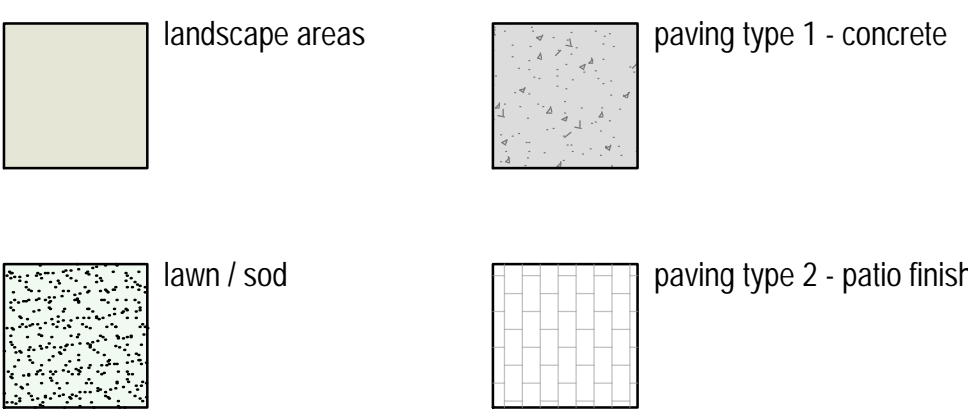 landscape areas
paving type 1 - concrete
lawn / sod
paving type 2 - patio finish